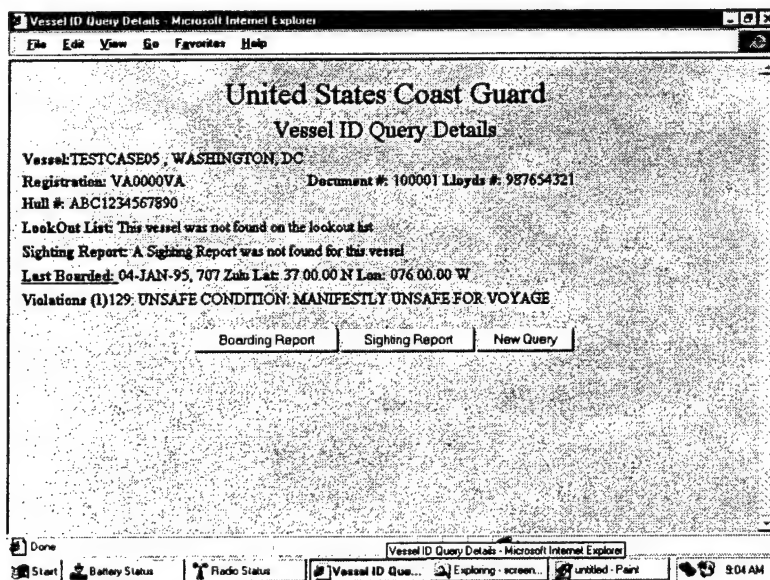 Vessel ID Query Details - Microsoft Internet Explorer
File Edit View Go Favorites Help
United States Coast Guard
Vessel ID Query Details
Vessel:TESTCASE05 , WASHINGTON, DC
Registration: VA0000VA Document #: 100001 Lloyds #: 987654321
Hull #: ABC1234567890
LookOut List: This vessel was not found on the lookout list
Sighting Report: A Sighting Report was not found for this vessel
Last Boarded: 04-JAN-95, 707 Zulu Lat: 37 00.00 N Lon: 076 00.00 W
Violations (1)129: UNSAFE CONDITION: MANIFESTLY UNSAFE FOR VOYAGE
Boarding Report Sighting Report New Query
Done
Vessel ID Query Details - Microsoft Internet Explorer
Start Battery Status Radio Status Vessel ID Que... Exploring - screen... untitled - Paint 9:04 AM